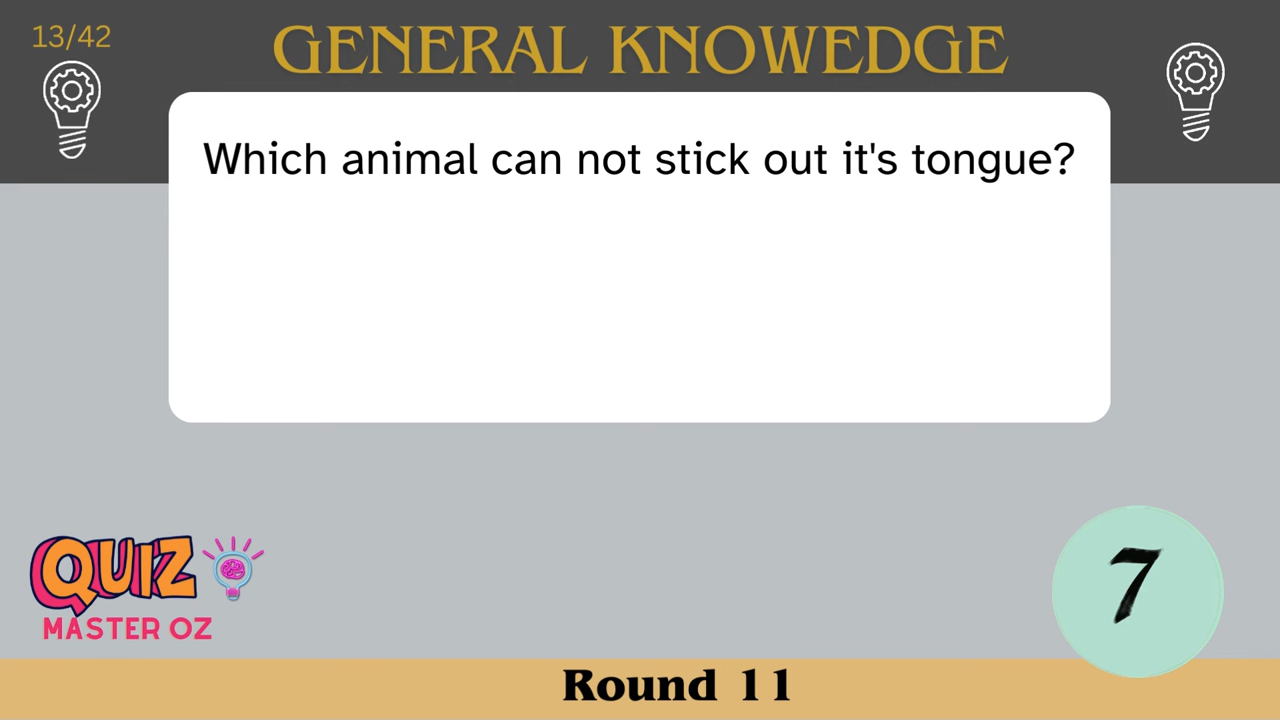 13/42
GENERAL KNOWEDGE
Which animal can not stick out it's tongue?
QUIZ
MASTER OZ
7
Round 11